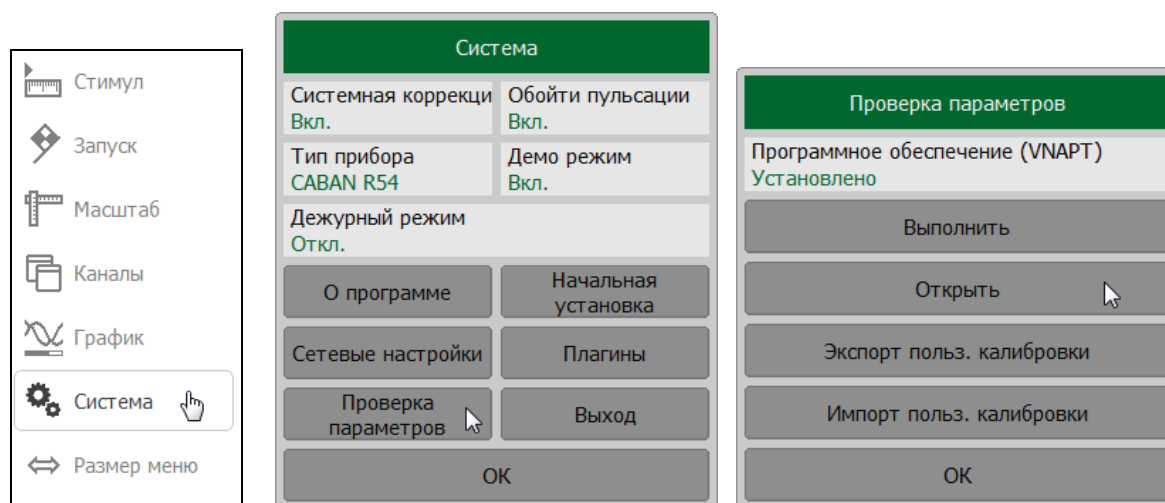 Стимул
Запуск
Масштаб
Каналы
График
Система
Размер меню
Система
Системная коррекци
Вкл.
Обойти пульсации
Вкл.
Тип прибора
CABAN R54
Демо режим
Вкл.
Дежурный режим
Откл.
О программе
Начальная
установка
Сетевые настройки
Плагины
Проверка
параметров
Выход
ОК
Проверка параметров
Программное обеспечение (VNAPT)
Установлено
Выполнить
Открыть
Экспорт польз. калибровки
Импорт польз. калибровки
ОК